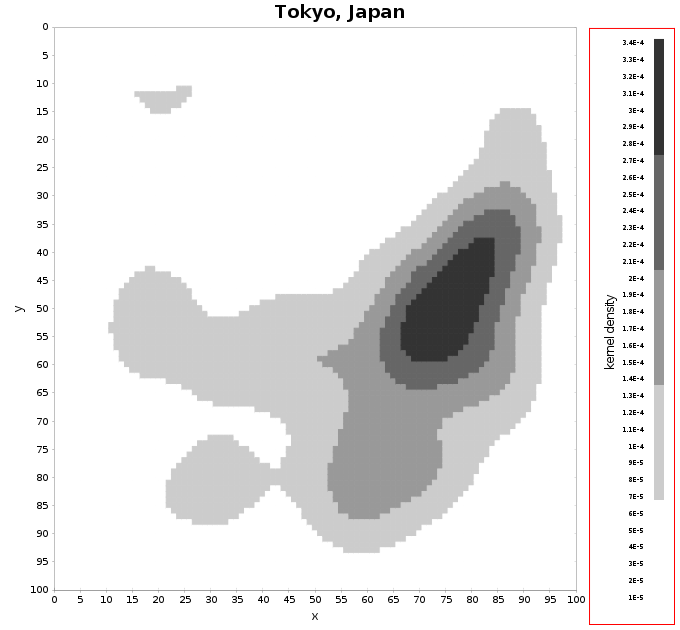 Tokyo, Japan
0
5
10
15
20
25
30
35
40
45
50
55
60
65
70
75
80
85
90
95
100
y
0 5 10 15 20 25 30 35 40 45 50 55 60 65 70 75 80 85 90 95 100
x
3.4E-4
3.3E-4
3.2E-4
3.1E-4
3E-4
2.9E-4
2.8E-4
2.7E-4
2.6E-4
2.5E-4
2.4E-4
2.3E-4
2.2E-4
2.1E-4
2E-4
1.9E-4
1.8E-4
1.7E-4
1.6E-4
1.5E-4
1.4E-4
1.3E-4
1.2E-4
1.1E-4
1E-4
9E-5
8E-5
7E-5
6E-5
5E-5
4E-5
3E-5
2E-5
1E-5
kernel density